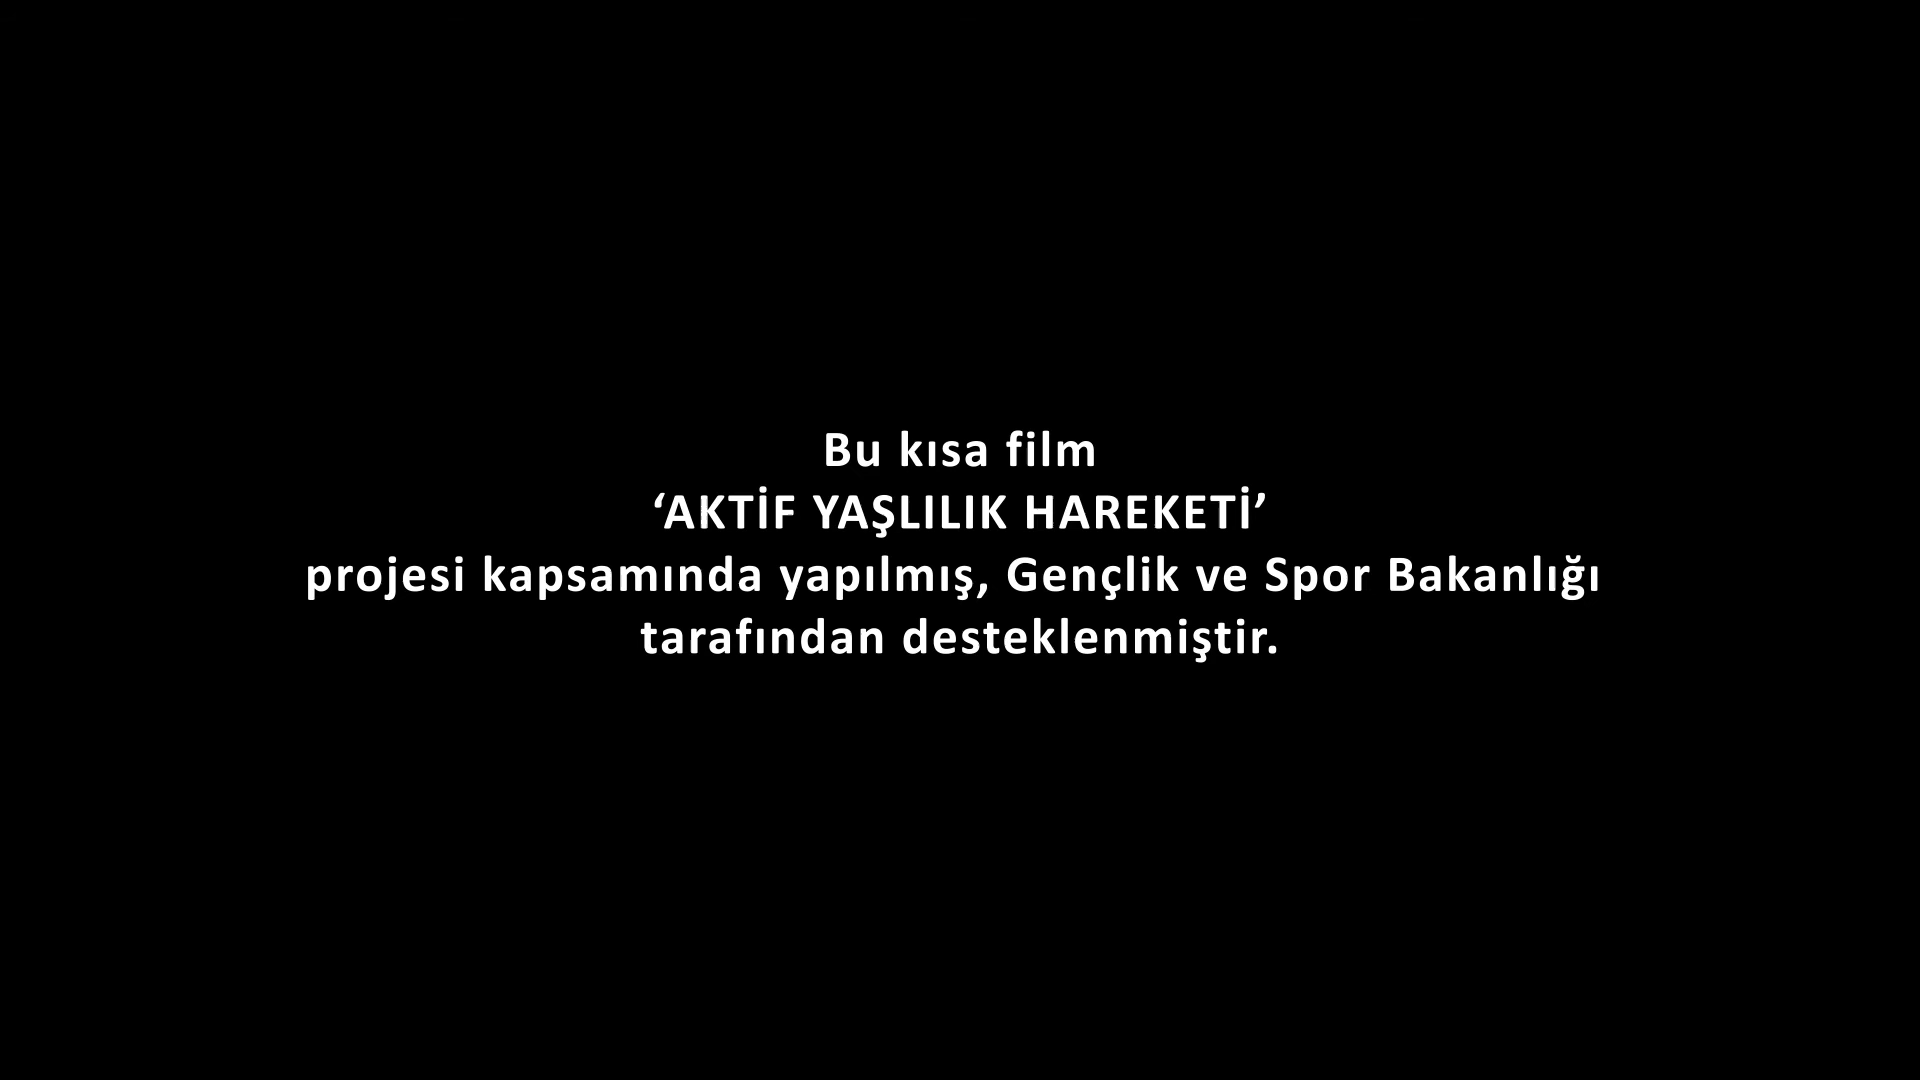 Bu kısa film
‘AKTİF YAŞLILIK HAREKETİ’
projesi kapsamında yapılmış, Gençlik ve Spor Bakanlığı
tarafından desteklenmiştir.